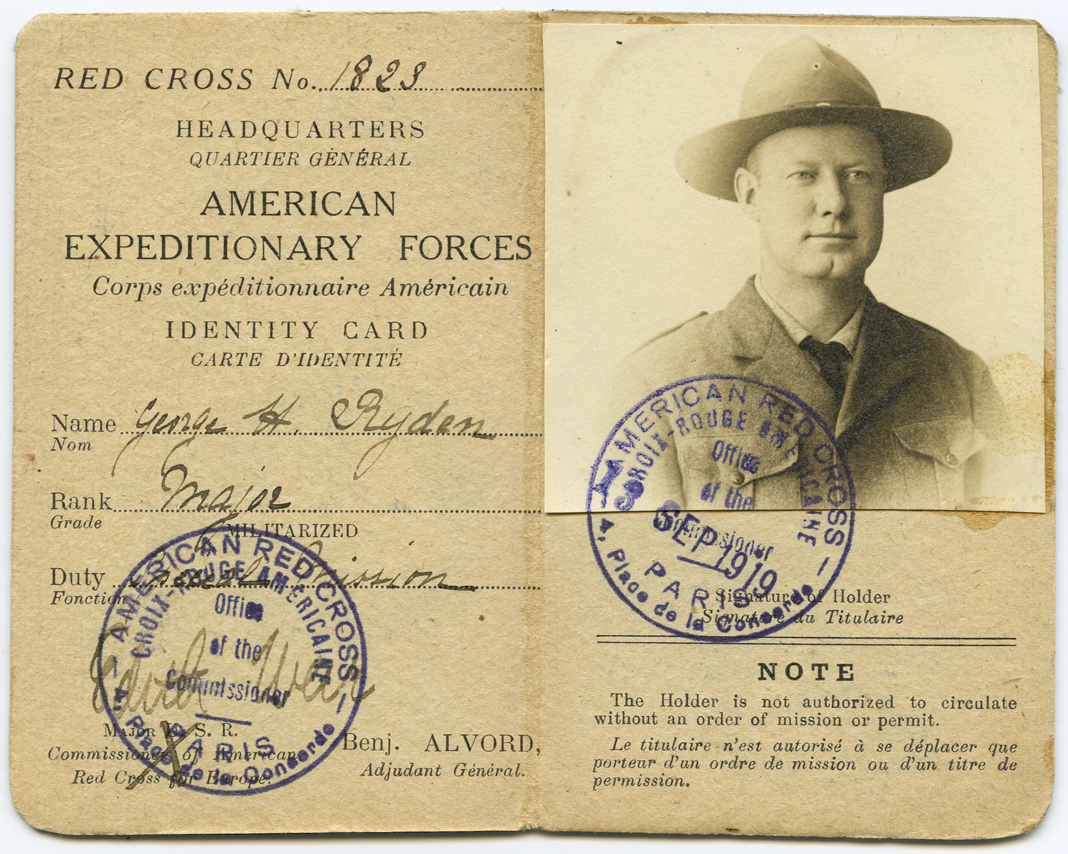 RED CROSS No. 1823
HEADQUARTERS
QUARTIER GÉNÉRAL
AMERICAN
EXPEDITIONARY FORCES
Corps expéditionnaire Américain
IDENTITY CARD
CARTE D'IDENTITÉ
Name George H. Ryden
Nom
Rank Major
Grade
MILITARIZED
Duty Mission
Fonction
AMERICAN RED CROSS
CROIX-ROUGE AMÉRICAINE
Office
of the
Commissioner
PARIS
4, Place de la Concorde
MAJOR U. S. R.
Commissioner of American
Red Cross for Europe.
Benj. ALVORD,
Adjudant Général.
AMERICAN RED CROSS
CROIX-ROUGE AMÉRICAINE
Office
of the
Commissioner
SEP 1919
PARIS
4, Place de la Concorde
Signature of Holder
Signature du Titulaire
NOTE
The Holder is not authorized to circulate
without an order of mission or permit.
Le titulaire n'est autorisé à se déplacer que
porteur d'un ordre de mission ou d'un titre de
permission.